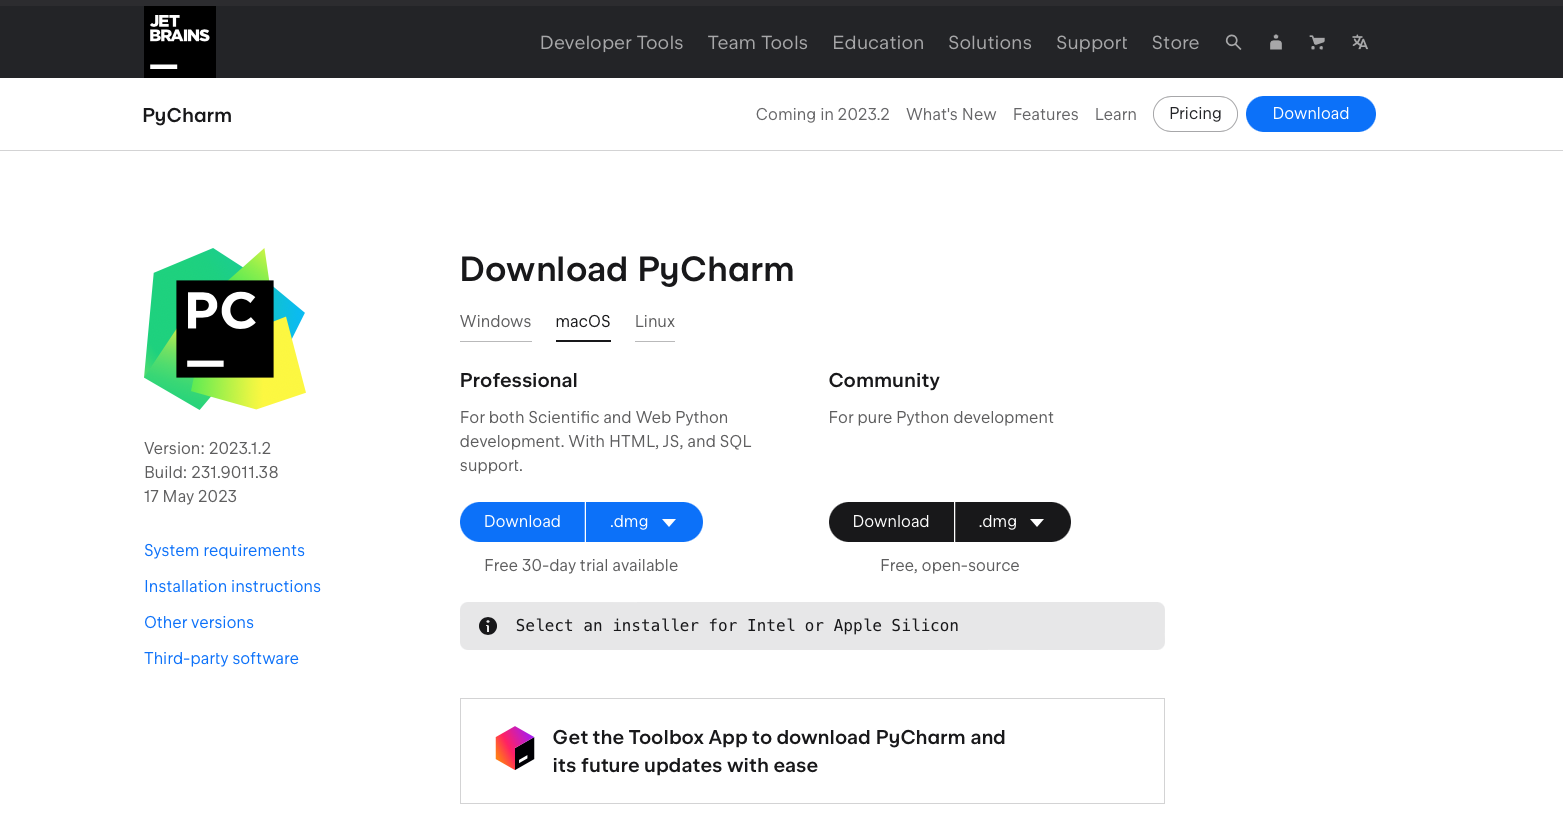 JET
BRAINS
Developer Tools Team Tools Education Solutions Support Store
PyCharm
Coming in 2023.2 What's New Features Learn Pricing Download
PC
Version: 2023.1.2
Build: 231.9011.38
17 May 2023
System requirements
Installation instructions
Other versions
Third-party software
Download PyCharm
Windows macOS Linux
Professional
For both Scientific and Web Python
development. With HTML, JS, and SQL
support.
Download .dmg
Free 30-day trial available
Community
For pure Python development
Download .dmg
Free, open-source
Select an installer for Intel or Apple Silicon
Get the Toolbox App to download PyCharm and
its future updates with ease